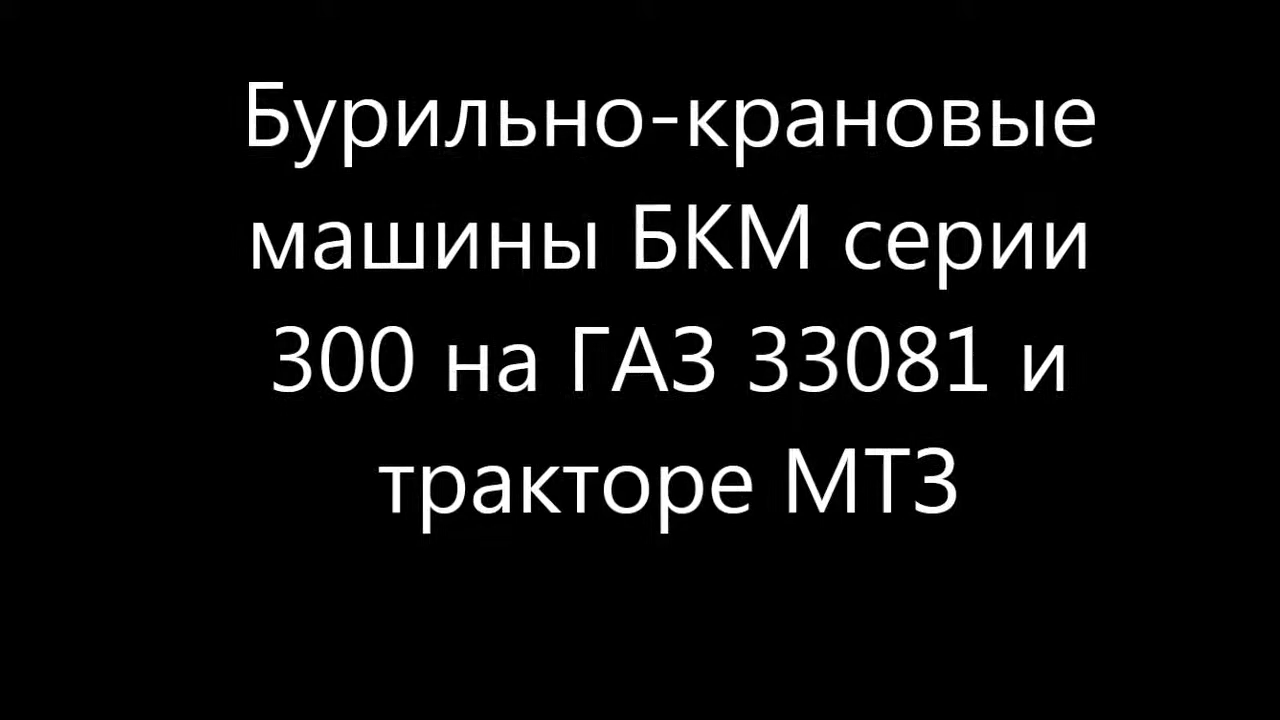 Бурильно-крановые
машины БКМ серии
300 на ГАЗ 33081 и
тракторе МТЗ